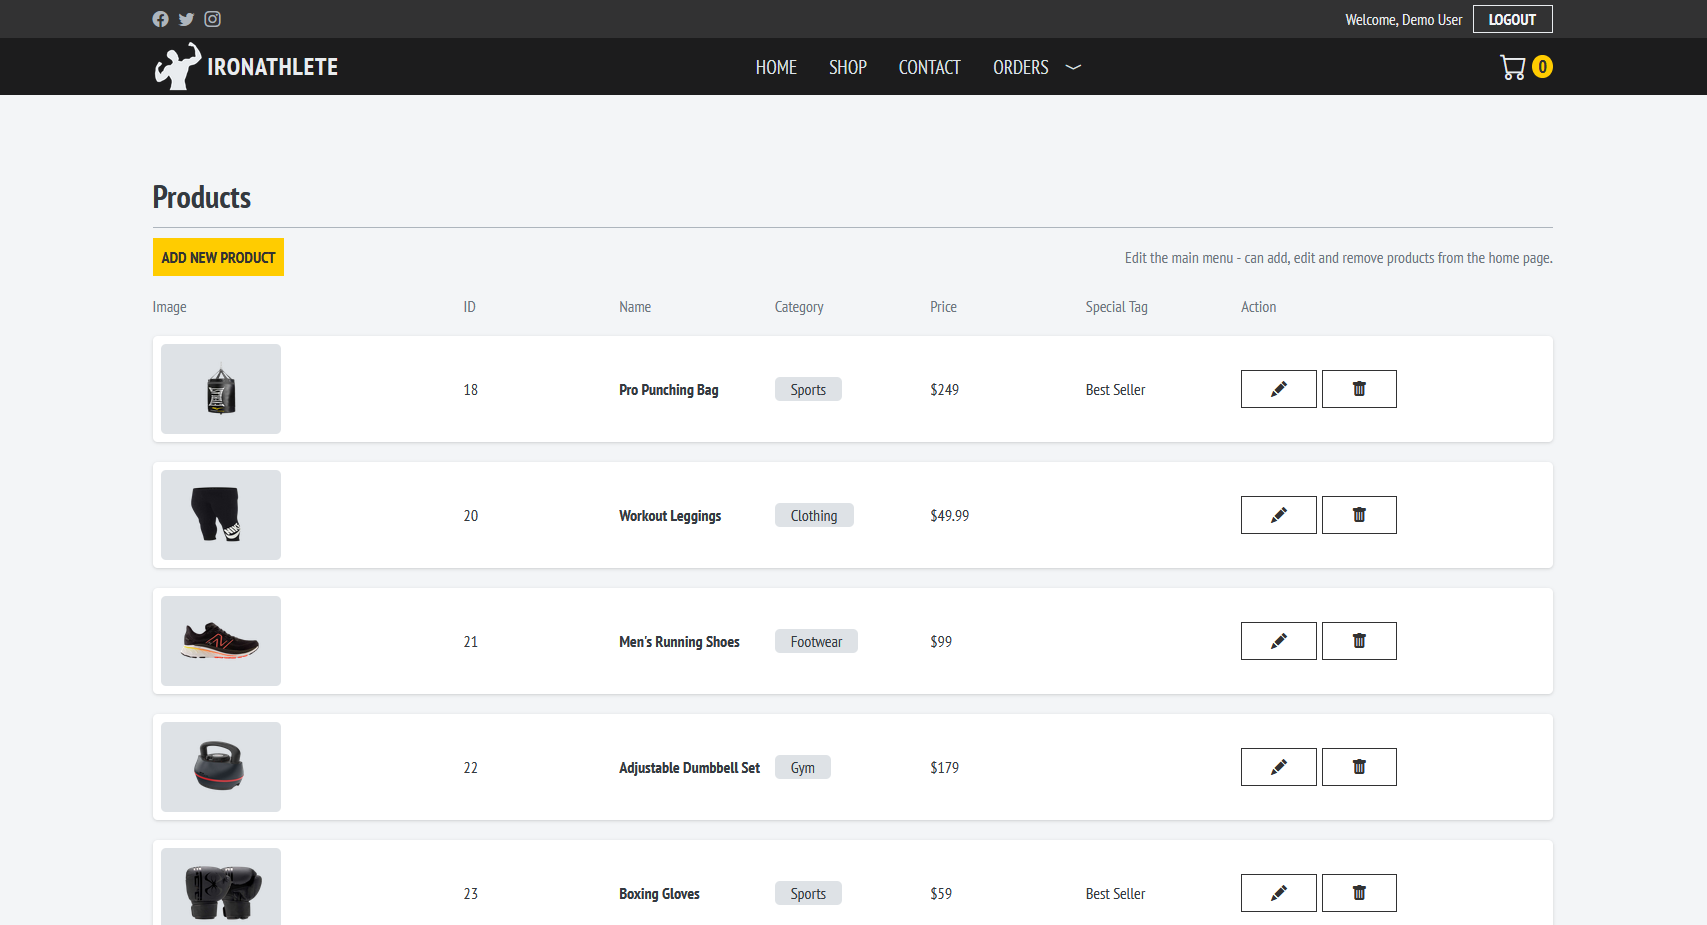 Welcome, Demo User LOGOUT
IRONATHLETE HOME SHOP CONTACT ORDERS 0
Products
ADD NEW PRODUCT Edit the main menu - can add, edit and remove products from the home page.
Image ID Name Category Price Special Tag Action
18 Pro Punching Bag Sports $249 Best Seller
20 Workout Leggings Clothing $49.99
21 Men's Running Shoes Footwear $99
22 Adjustable Dumbbell Set Gym $179
23 Boxing Gloves Sports $59 Best Seller